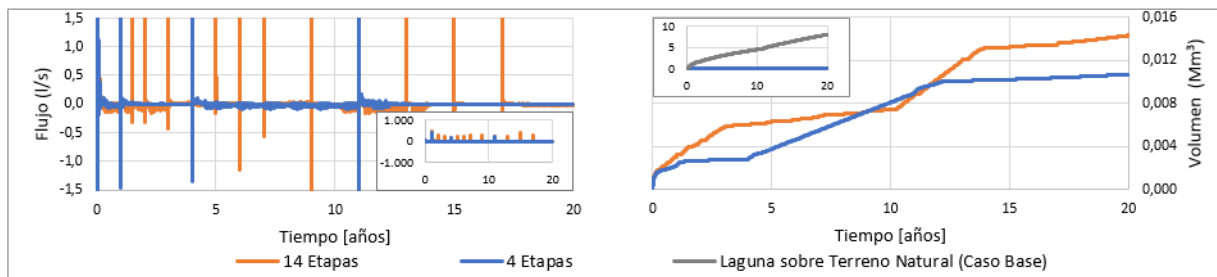 Flujo (l/s)
1,5
1,0
0,5
0,0
-0,5
-1,0
-1,5
1.000
0
-1.000
0 10 20
0 5 10 15 20
Tiempo [años]
10
5
0
0 10 20
0,016
0,012
0,008
0,004
0,000
Volumen (Mm³)
0 5 10 15 20
Tiempo [años]
14 Etapas 4 Etapas Laguna sobre Terreno Natural (Caso Base)